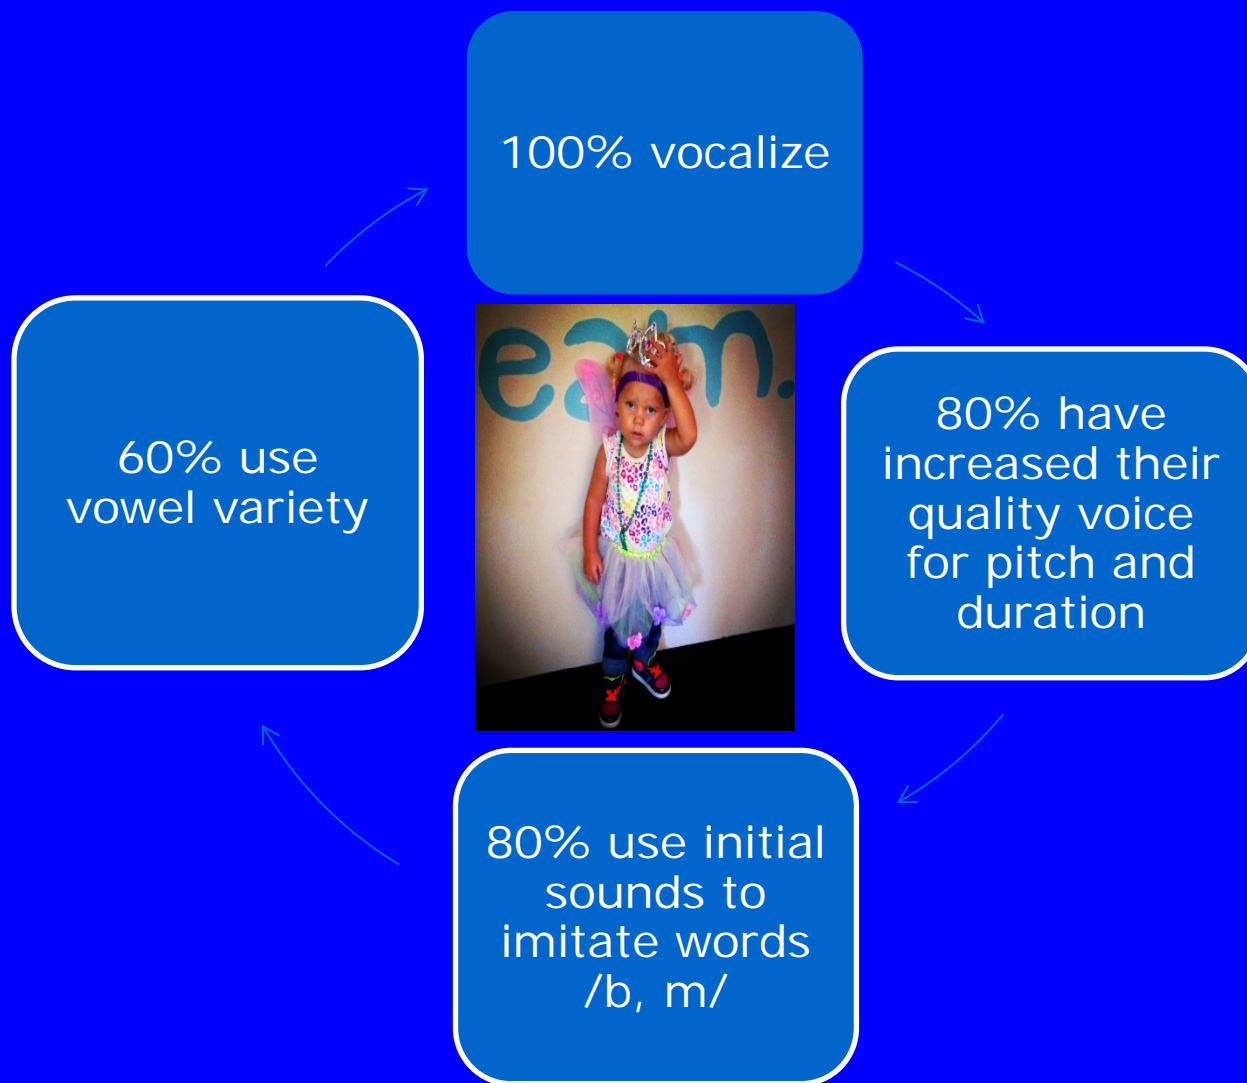 100% vocalize
80% have
increased their
quality voice
for pitch and
duration
80% use initial
sounds to
imitate words
/b, m/
60% use
vowel variety